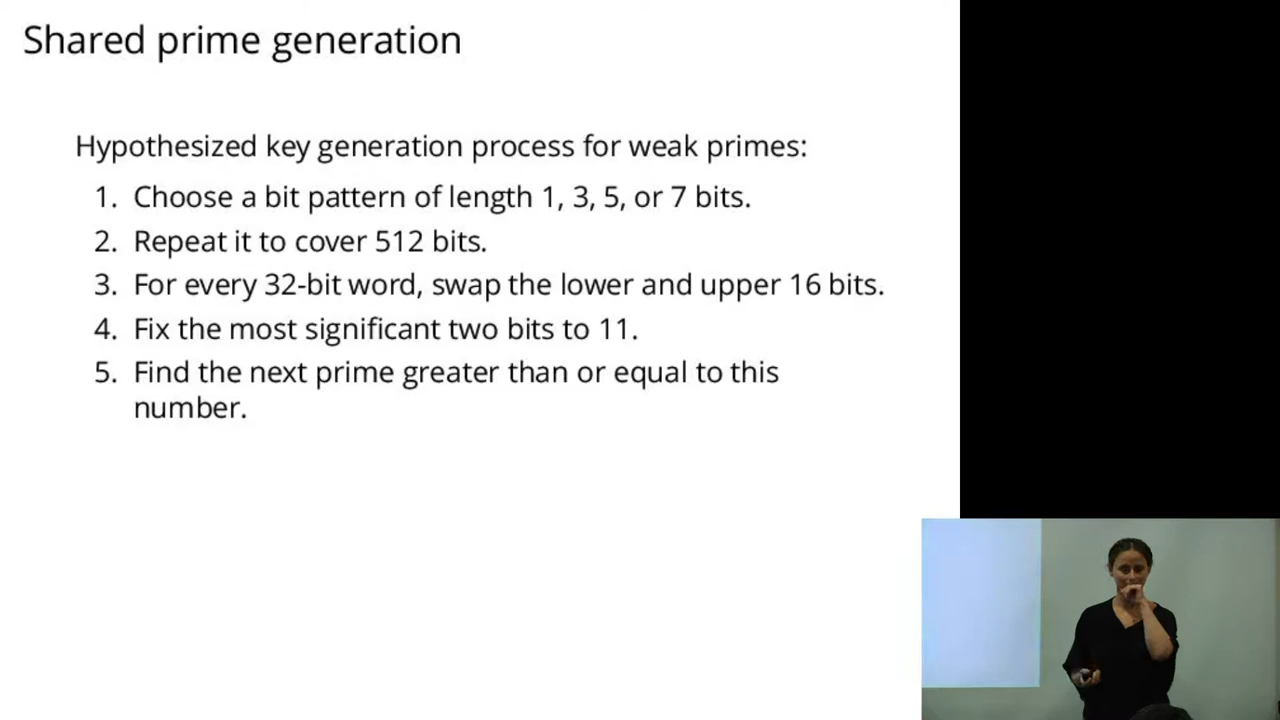 Shared prime generation
Hypothesized key generation process for weak primes:
1. Choose a bit pattern of length 1, 3, 5, or 7 bits.
2. Repeat it to cover 512 bits.
3. For every 32-bit word, swap the lower and upper 16 bits.
4. Fix the most significant two bits to 11.
5. Find the next prime greater than or equal to this
number.